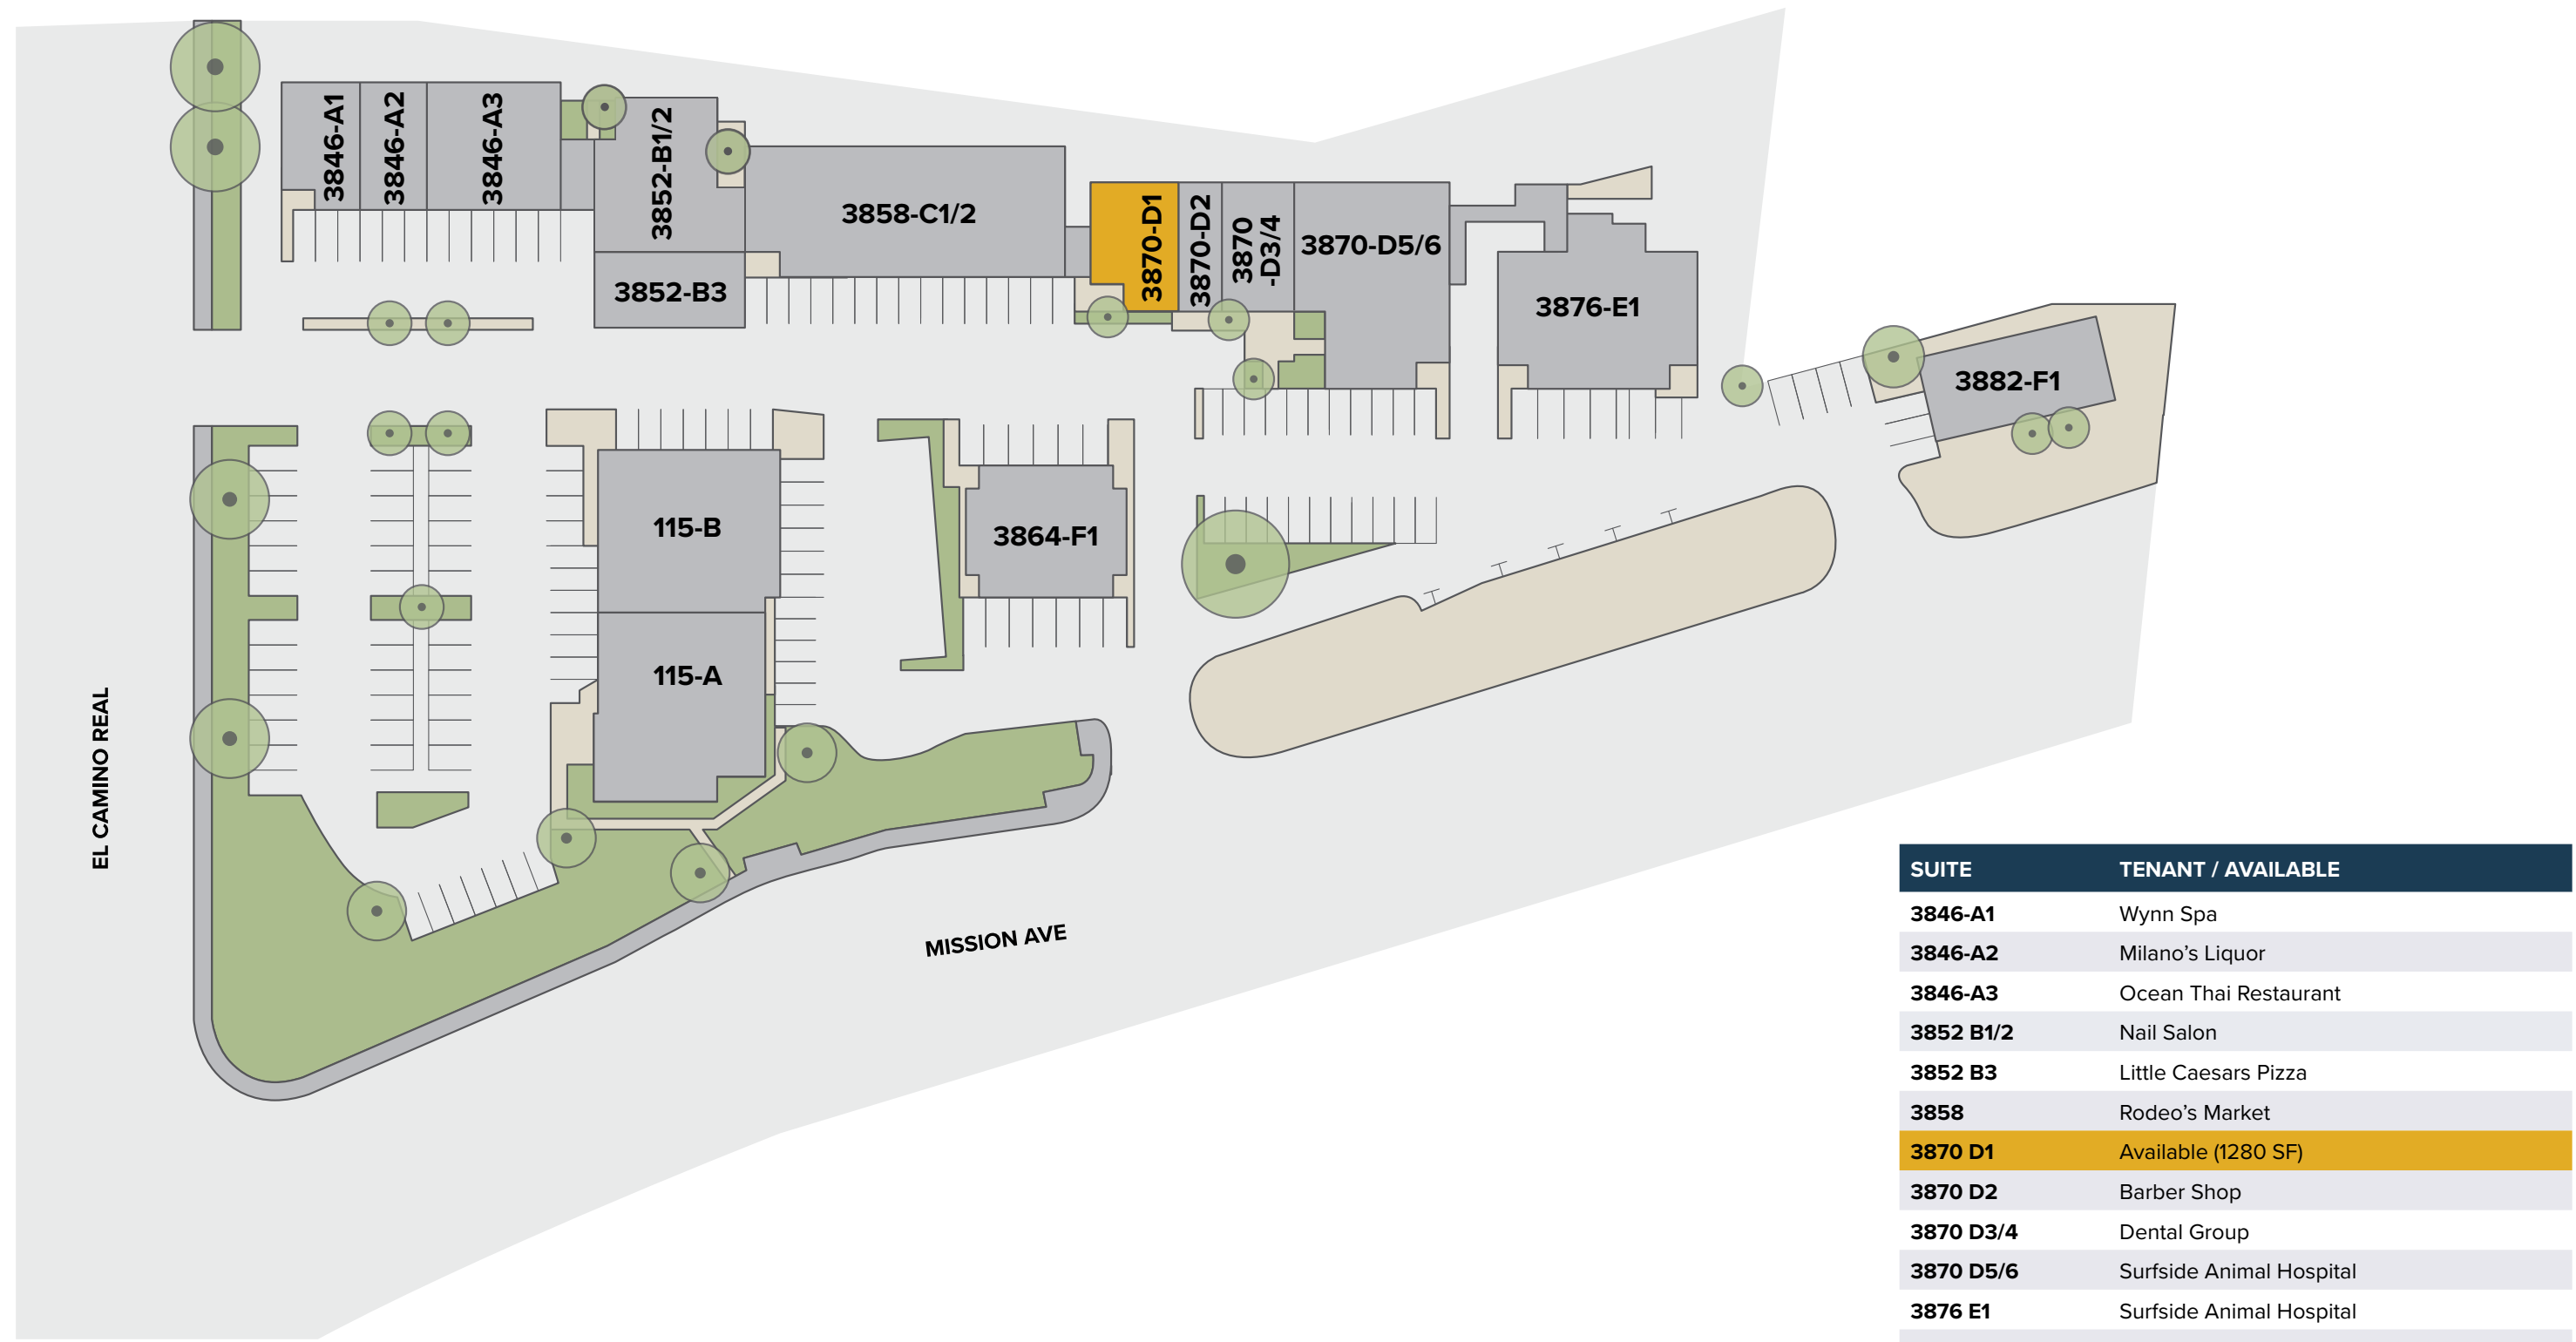 3846-A1
3846-A2
3846-A3
3852-B1/2
3852-B3
3858-C1/2
3870-D1
3870-D2
3870
-D3/4
3870-D5/6
3876-E1
3882-F1
115-B
115-A
3864-F1
EL CAMINO REAL
MISSION AVE
SUITE TENANT / AVAILABLE
3846-A1 Wynn Spa
3846-A2 Milano’s Liquor
3846-A3 Ocean Thai Restaurant
3852 B1/2 Nail Salon
3852 B3 Little Caesars Pizza
3858 Rodeo’s Market
3870 D1 Available (1280 SF)
3870 D2 Barber Shop
3870 D3/4 Dental Group
3870 D5/6 Surfside Animal Hospital
3876 E1 Surfside Animal Hospital